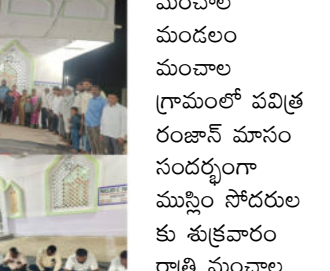 మంచాల
మండలం
మంచాల
గ్రామంలో పవిత్ర
రంజాన్ మాసం
సందర్భంగా
ముస్లిం సోదరుల
కు శుక్రవారం
రాత్రి మంచాల